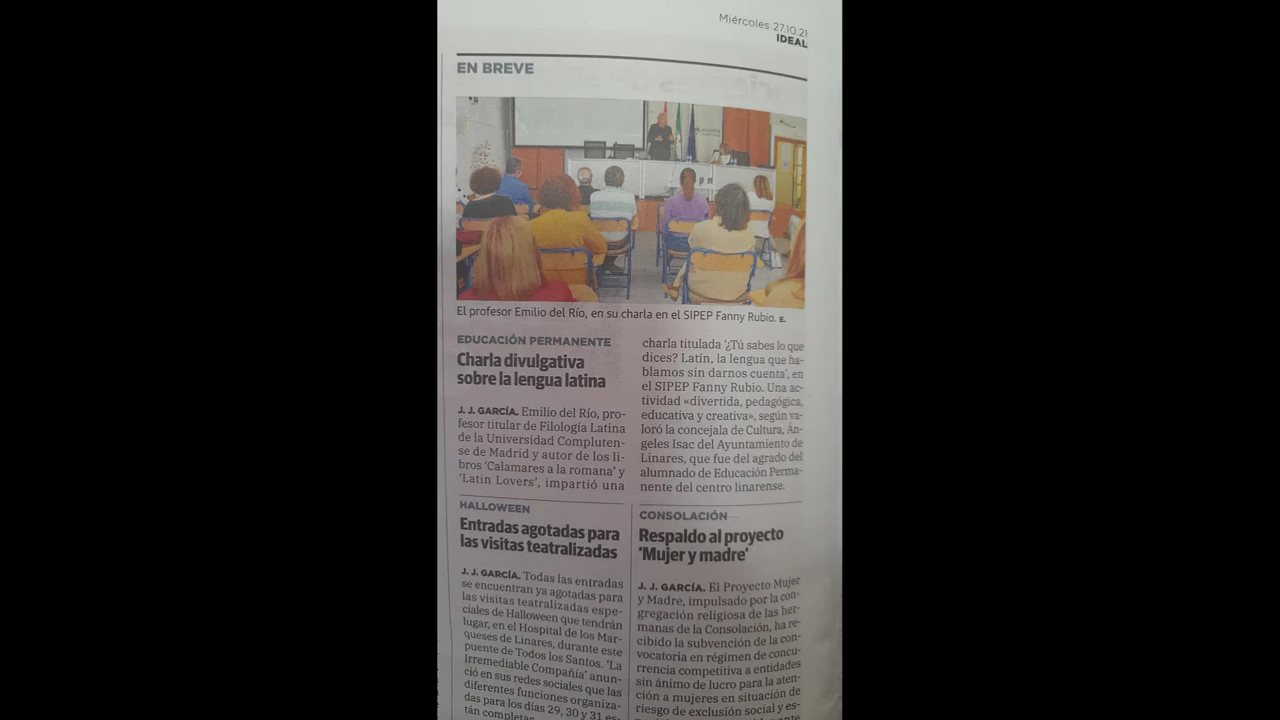 Miércoles 27.10.21
IDEAL
EN BREVE
El profesor Emilio del Río, en su charla en el SIPEP Fanny Rubio. E.
EDUCACIÓN PERMANENTE
Charla divulgativa
sobre la lengua latina
J. J. GARCÍA. Emilio del Río, pro-
fesor titular de Filología Latina
de la Universidad Compluten-
se de Madrid y autor de los li-
bros ‘Calamares a la romana’ y
‘Latin Lovers’, impartió una
charla titulada ‘¿Tú sabes lo que
dices? Latín, la lengua que ha-
blamos sin darnos cuenta’, en
el SIPEP Fanny Rubio. Una ac-
tividad «divertida, pedagógica,
educativa y creativa», según va-
loró la concejala de Cultura, Án-
geles Isac del Ayuntamiento de
Linares, que fue del agrado del
alumnado de Educación Perma-
nente del centro linarense.
HALLOWEEN
Entradas agotadas para
las visitas teatralizadas
J. J. GARCÍA. Todas las entradas
se encuentran ya agotadas para
las visitas teatralizadas espe-
ciales de Halloween que tendrán
lugar, en el Hospital de los Mar-
queses de Linares, durante este
puente de Todos los Santos. ‘La
Irremediable Compañía’ anun-
ció en sus redes sociales que las
diferentes funciones organiza-
das para los días 29, 30 y 31 es-
tán completas.
CONSOLACIÓN
Respaldo al proyecto
‘Mujer y madre’
J. J. GARCÍA. El Proyecto Mujer
y Madre, impulsado por la con-
gregación religiosa de las her-
manas de la Consolación, ha re-
cibido la subvención de la con-
vocatoria en régimen de concu-
rrencia competitiva a entidades
sin ánimo de lucro para la aten-
ción a mujeres en situación de
riesgo de exclusión social y es-